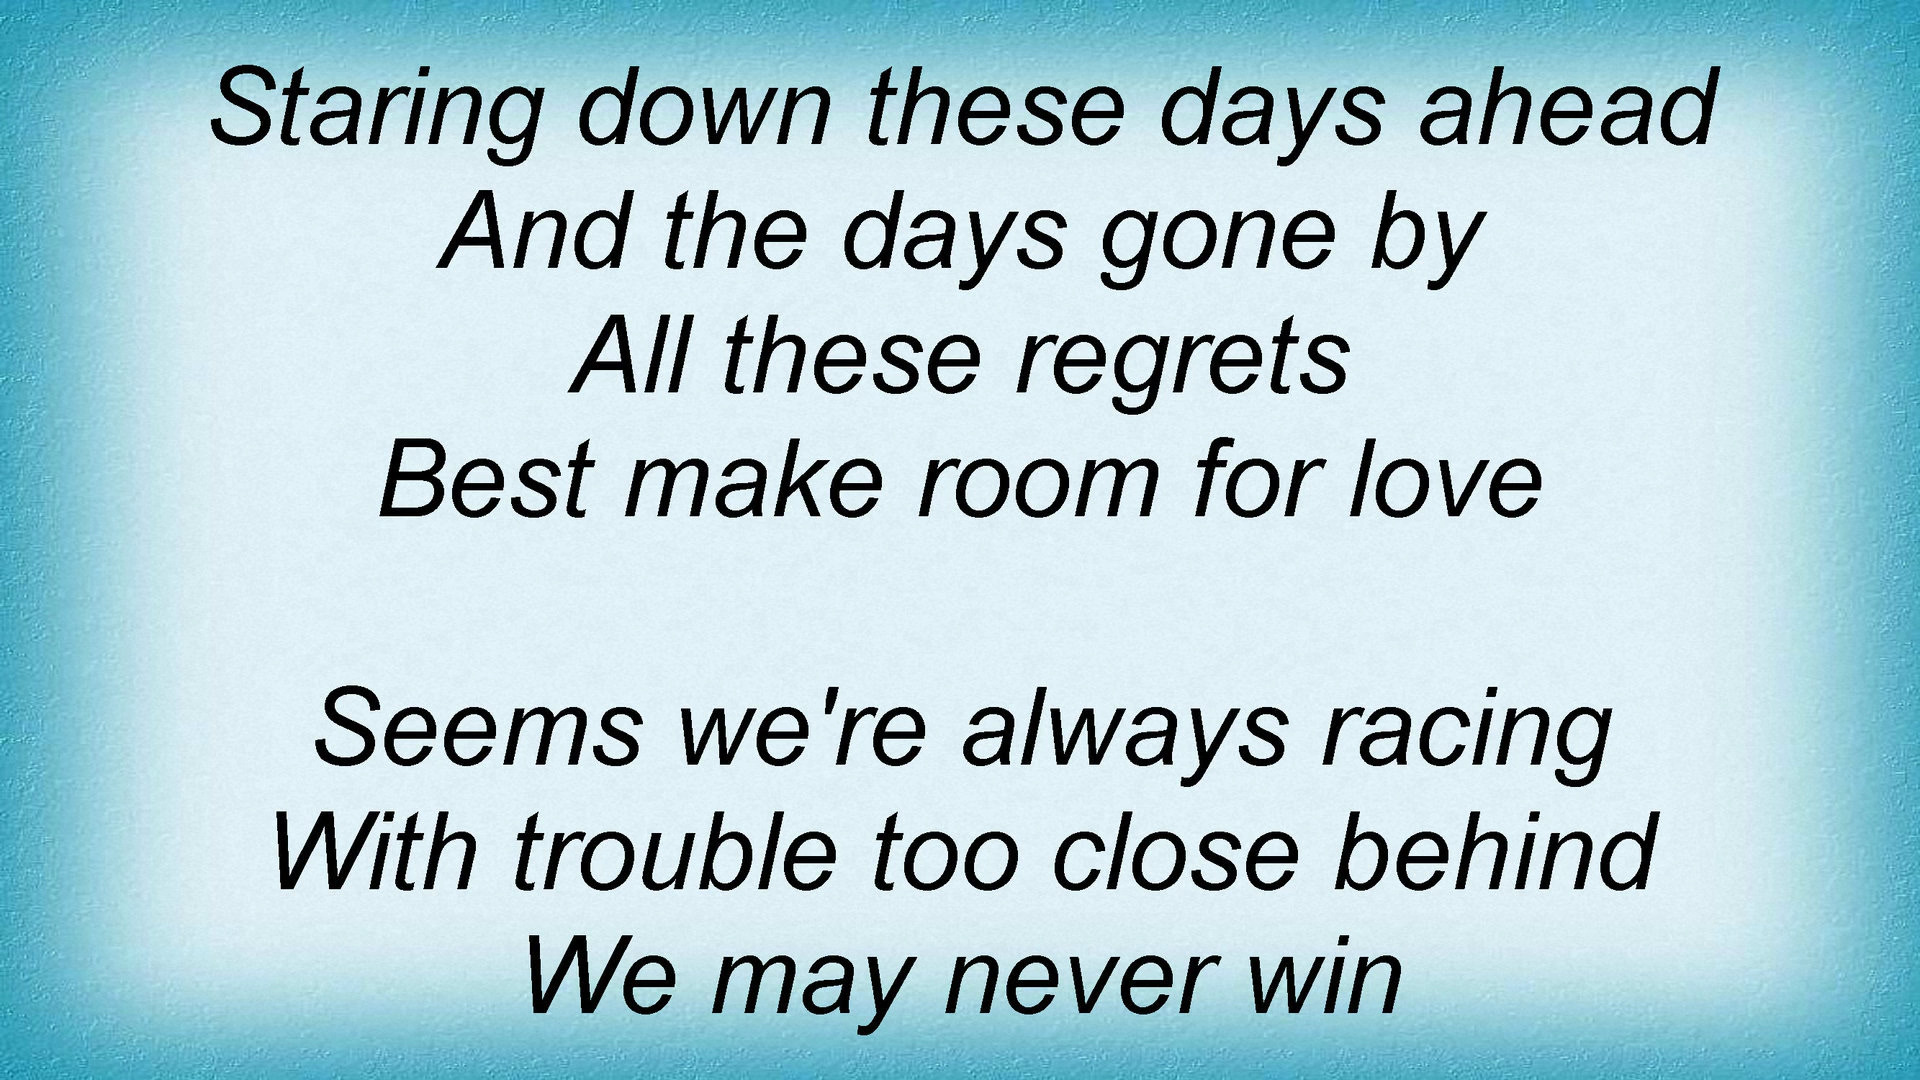 Staring down these days ahead
And the days gone by
All these regrets
Best make room for love
Seems we're always racing
With trouble too close behind
We may never win